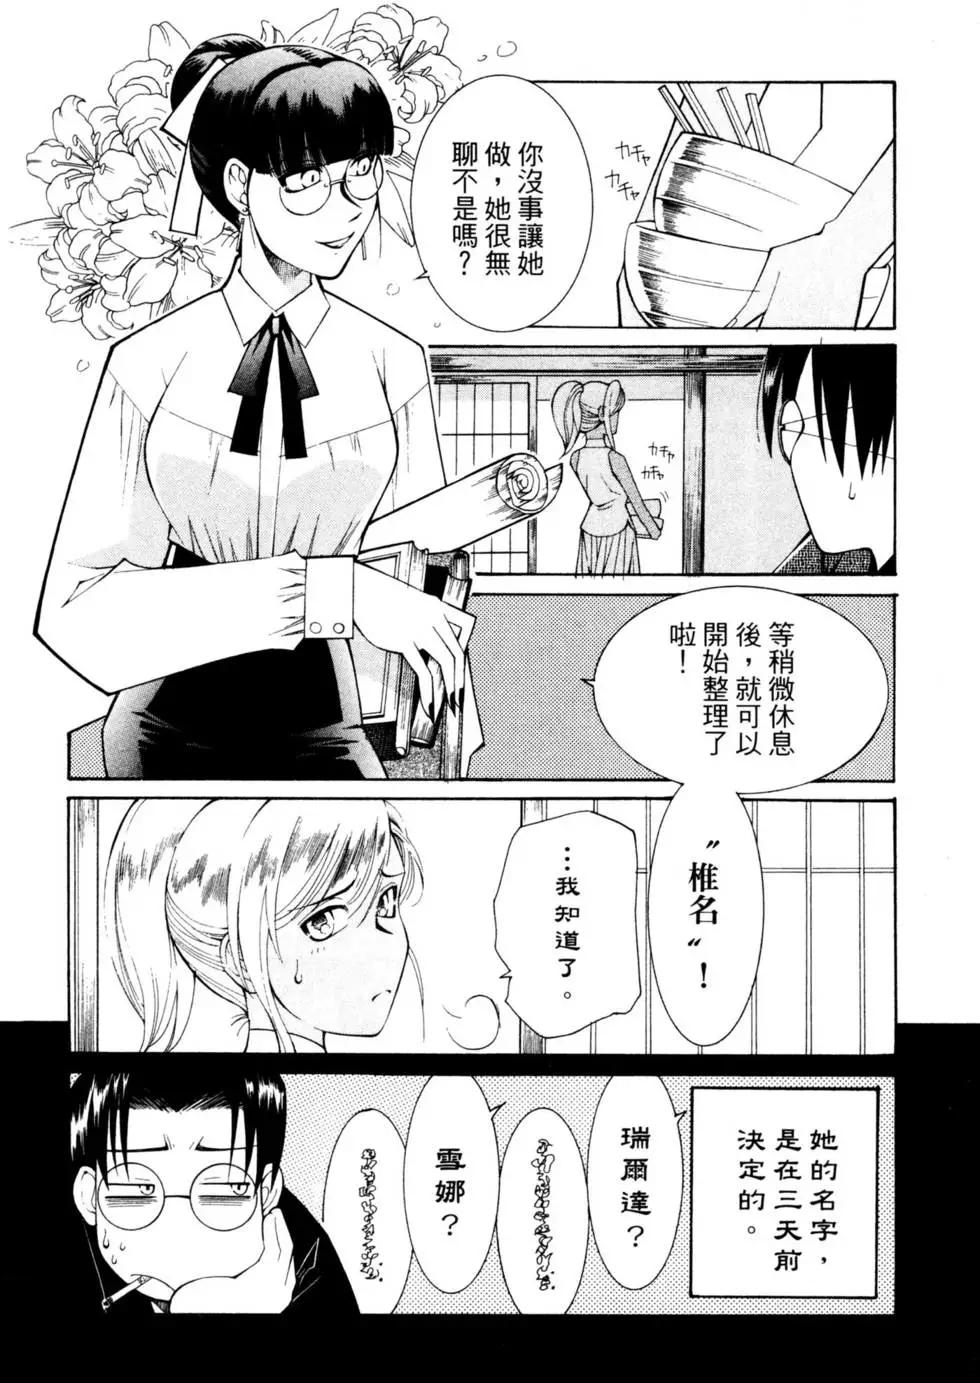 カチャ
カチャ
你沒事讓她
做，她很無
聊不是嗎？
カチャ
カチャ
等稍微休息
後，就可以
開始整理了
啦！
〝椎名〞！
…我知道了。
她的名字，
是在三天前
決定的。
瑞爾達？
雪娜？